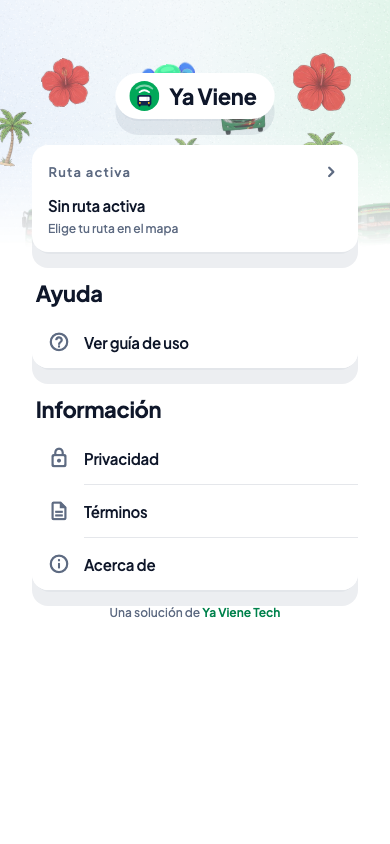 Ya Viene
Ruta activa
Sin ruta activa
Elige tu ruta en el mapa
Ayuda
Ver guía de uso
Información
Privacidad
Términos
Acerca de
Una solución de Ya Viene Tech